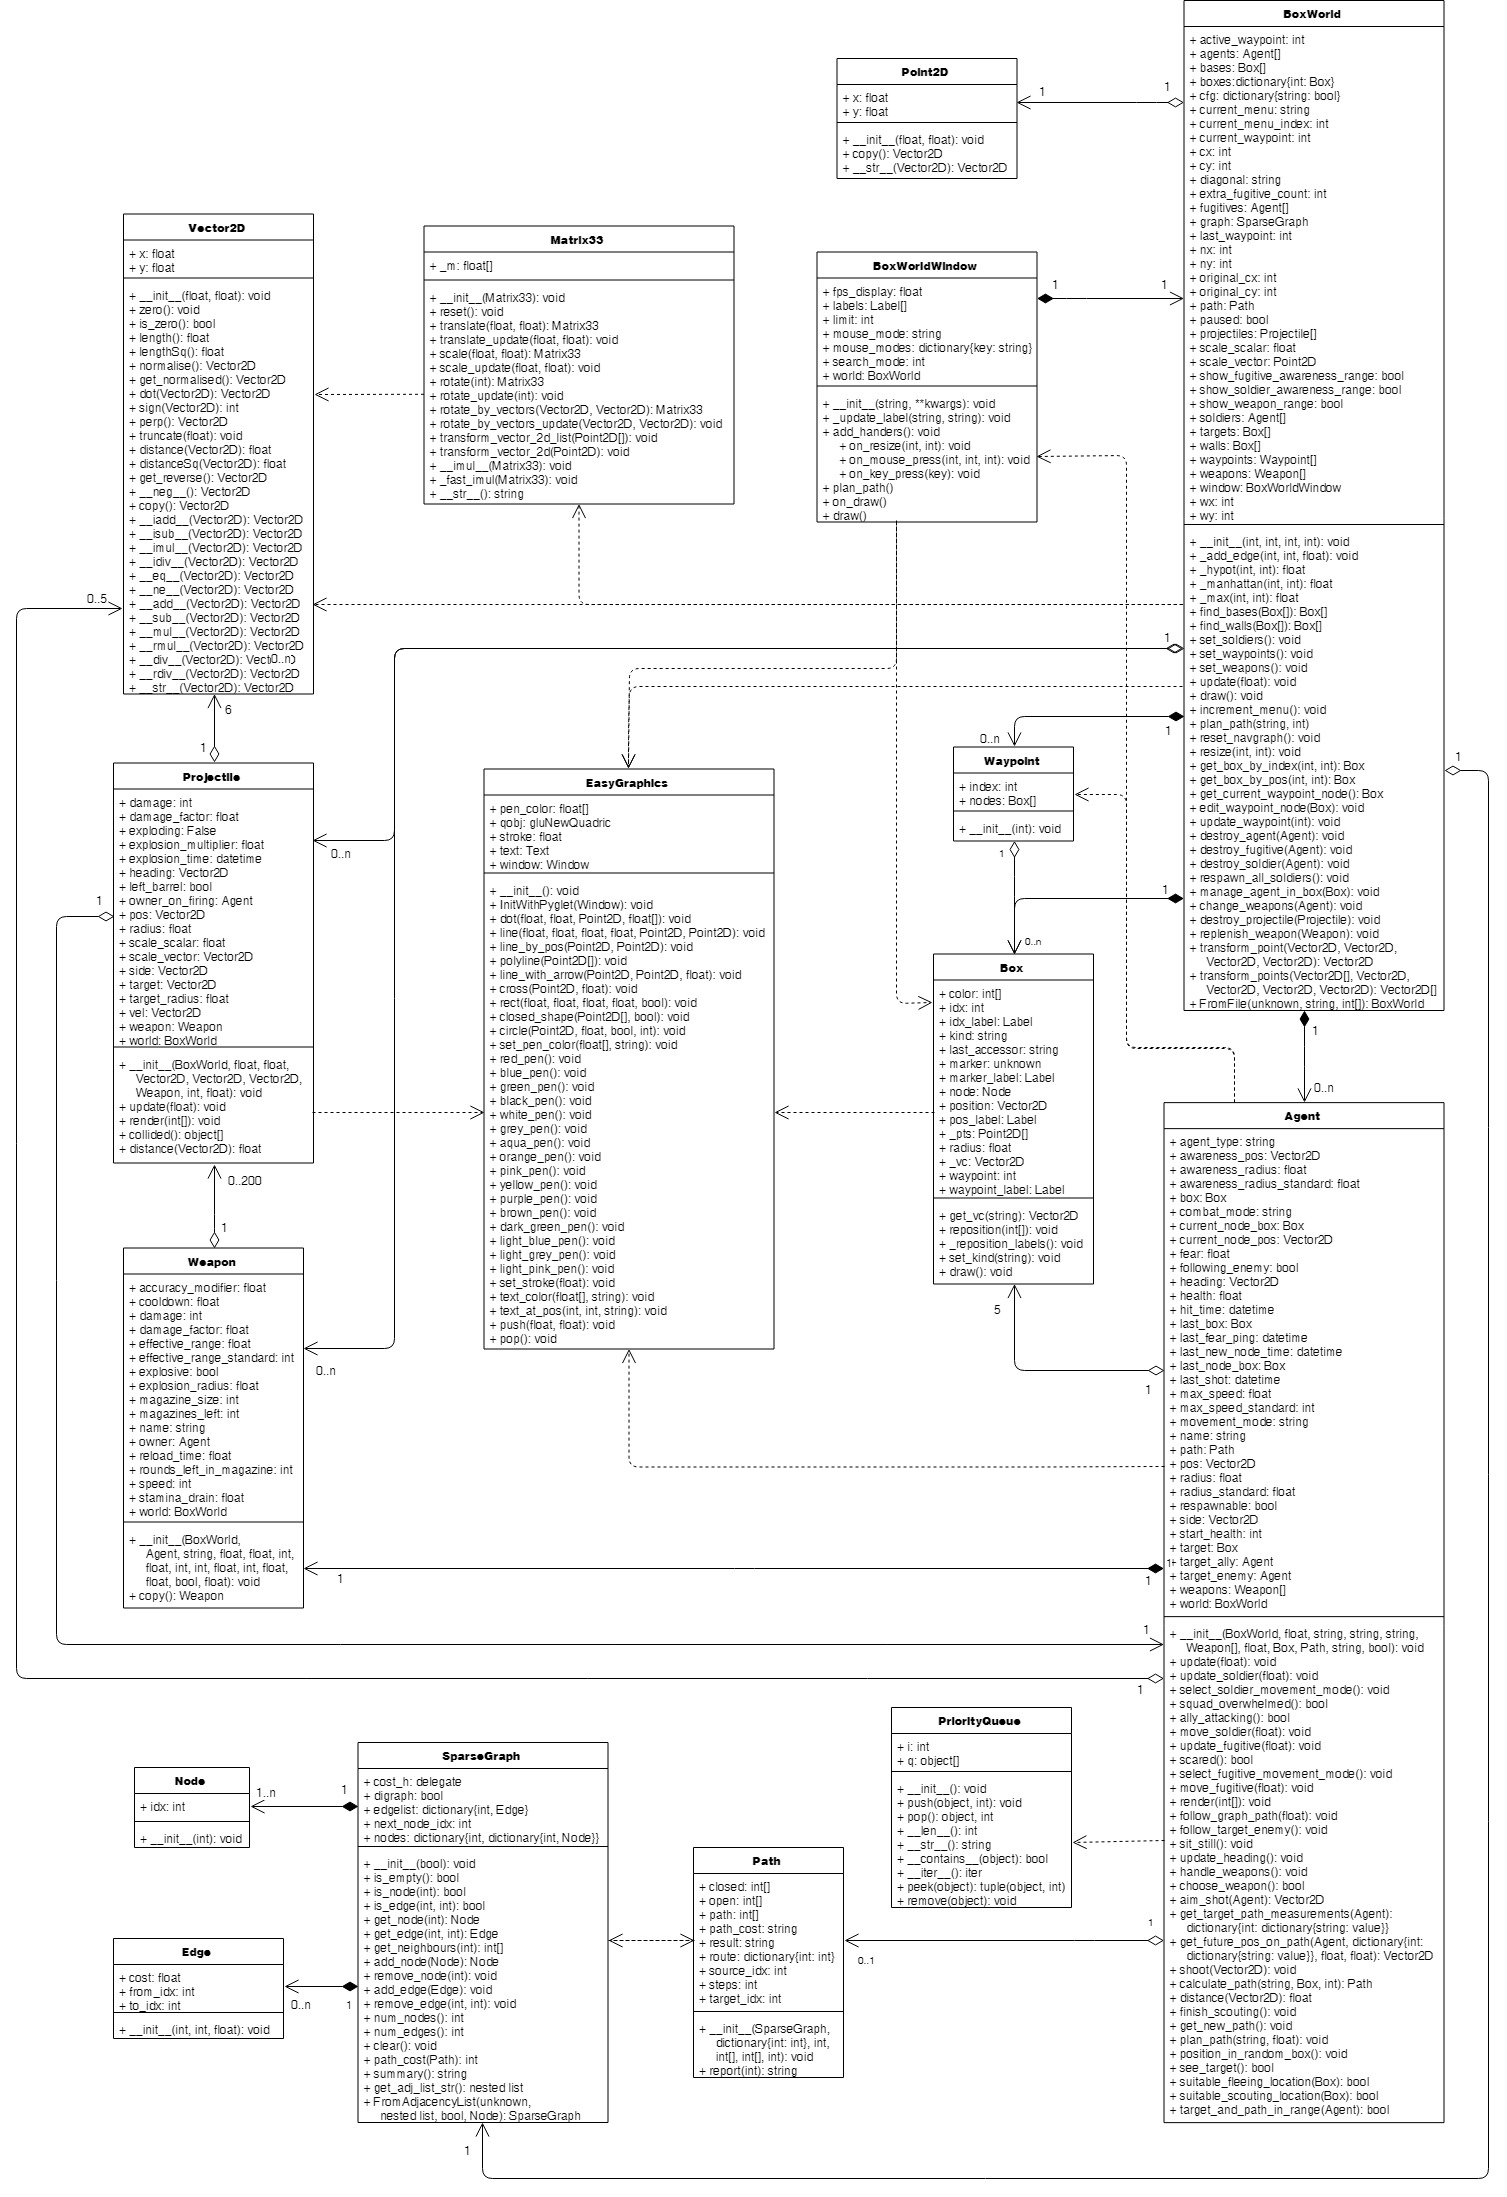 BoxWorld
+ active_waypoint: int
+ agents: Agent[]
+ bases: Box[]
+ boxes:dictionary{int: Box}
+ cfg: dictionary{string: bool}
+ current_menu: string
+ current_menu_index: int
+ current_waypoint: int
+ cx: int
+ cy: int
+ diagonal: string
+ extra_fugitive_count: int
+ fugitives: Agent[]
+ graph: SparseGraph
+ last_waypoint: int
+ nx: int
+ ny: int
+ original_cx: int
+ original_cy: int
+ path: Path
+ paused: bool
+ projectiles: Projectile[]
+ scale_scalar: float
+ scale_vector: Point2D
+ show_fugitive_awareness_range: bool
+ show_soldier_awareness_range: bool
+ show_weapon_range: bool
+ soldiers: Agent[]
+ targets: Box[]
+ walls: Box[]
+ waypoints: Waypoint[]
+ weapons: Weapon[]
+ window: BoxWorldWindow
+ wx: int
+ wy: int
+ __init__(int, int, int, int): void
+ _add_edge(int, int, float): void
+ _hypot(int, int): float
+ _manhattan(int, int): float
+ _max(int, int): float
+ find_bases(Box[]): Box[]
+ find_walls(Box[]): Box[]
+ set_soldiers(): void
+ set_waypoints(): void
+ set_weapons(): void
+ update(float): void
+ draw(): void
+ increment_menu(): void
+ plan_path(string, int)
+ reset_navgraph(): void
+ resize(int, int): void
+ get_box_by_index(int, int): Box
+ get_box_by_pos(int, int): Box
+ get_current_waypoint_node(): Box
+ edit_waypoint_node(Box): void
+ update_waypoint(int): void
+ destroy_agent(Agent): void
+ destroy_fugitive(Agent): void
+ destroy_soldier(Agent): void
+ respawn_all_soldiers(): void
+ manage_agent_in_box(Box): void
+ change_weapons(Agent): void
+ destroy_projectile(Projectile): void
+ replenish_weapon(Weapon): void
+ transform_point(Vector2D, Vector2D,
Vector2D, Vector2D): Vector2D
+ transform_points(Vector2D[], Vector2D,
Vector2D, Vector2D, Vector2D): Vector2D[]
+ FromFile(unknown, string, int[]): BoxWorld
Point2D
+ x: float
+ y: float
+ __init__(float, float): void
+ copy(): Vector2D
+ __str__(Vector2D): Vector2D
1
1
Vector2D
+ x: float
+ y: float
+ __init__(float, float): void
+ zero(): void
+ is_zero(): bool
+ length(): float
+ lengthSq(): float
+ normalise(): Vector2D
+ get_normalised(): Vector2D
+ dot(Vector2D): Vector2D
+ sign(Vector2D): int
+ perp(): Vector2D
+ truncate(float): void
+ distance(Vector2D): float
+ distanceSq(Vector2D): float
+ get_reverse(): Vector2D
+ __neg__(): Vector2D
+ copy(): Vector2D
+ __iadd__(Vector2D): Vector2D
+ __isub__(Vector2D): Vector2D
+ __imul__(Vector2D): Vector2D
+ __idiv__(Vector2D): Vector2D
+ __eq__(Vector2D): Vector2D
+ __ne__(Vector2D): Vector2D
+ __add__(Vector2D): Vector2D
+ __sub__(Vector2D): Vector2D
+ __mul__(Vector2D): Vector2D
+ __rmul__(Vector2D): Vector2D
+ __div__(Vector2D): 0..n
+ __rdiv__(Vector2D): Vector2D
+ __str__(Vector2D): Vector2D
0..5
6
1
Matrix33
+ _m: float[]
+ __init__(Matrix33): void
+ reset(): void
+ translate(float, float): Matrix33
+ translate_update(float, float): void
+ scale(float, float): Matrix33
+ scale_update(float, float): void
+ rotate(int): Matrix33
+ rotate_update(int): void
+ rotate_by_vectors(Vector2D, Vector2D): Matrix33
+ rotate_by_vectors_update(Vector2D, Vector2D): void
+ transform_vector_2d_list(Point2D[]): void
+ transform_vector_2d(Point2D): void
+ __imul__(Matrix33): void
+ _fast_imul(Matrix33): void
+ __str__(): string
BoxWorldWindow
+ fps_display: float
+ labels: Label[]
+ limit: int
+ mouse_mode: string
+ mouse_modes: dictionary{key: string}
+ search_mode: int
+ world: BoxWorld
+ __init__(string, **kwargs): void
+ _update_label(string, string): void
+ add_handers(): void
+ on_resize(int, int): void
+ on_mouse_press(int, int, int): void
+ on_key_press(key): void
+ plan_path()
+ on_draw()
+ draw()
1
1
1
1
0..n
Waypoint
+ index: int
+ nodes: Box[]
+ __init__(int): void
1
1
0..n
1
Projectile
+ damage: int
+ damage_factor: float
+ exploding: False
+ explosion_multiplier: float
+ explosion_time: datetime
+ heading: Vector2D
+ left_barrel: bool
+ owner_on_firing: Agent
+ pos: Vector2D
+ radius: float
+ scale_scalar: float
+ scale_vector: Vector2D
+ side: Vector2D
+ target: Vector2D
+ target_radius: float
+ vel: Vector2D
+ weapon: Weapon
+ world: BoxWorld
+ __init__(BoxWorld, float, float,
Vector2D, Vector2D, Vector2D,
Weapon, int, float): void
+ update(float): void
+ render(int[]): void
+ collided(): object[]
+ distance(Vector2D): float
0..n
1
0..200
1
EasyGraphics
+ pen_color: float[]
+ qobj: gluNewQuadric
+ stroke: float
+ text: Text
+ window: Window
+ __init__(): void
+ InitWithPyglet(Window): void
+ dot(float, float, Point2D, float[]): void
+ line(float, float, float, float, Point2D, Point2D): void
+ line_by_pos(Point2D, Point2D): void
+ polyline(Point2D[]): void
+ line_with_arrow(Point2D, Point2D, float): void
+ cross(Point2D, float): void
+ rect(float, float, float, float, bool): void
+ closed_shape(Point2D[], bool): void
+ circle(Point2D, float, bool, int): void
+ set_pen_color(float[], string): void
+ red_pen(): void
+ blue_pen(): void
+ green_pen(): void
+ black_pen(): void
+ white_pen(): void
+ grey_pen(): void
+ aqua_pen(): void
+ orange_pen(): void
+ pink_pen(): void
+ yellow_pen(): void
+ purple_pen(): void
+ brown_pen(): void
+ dark_green_pen(): void
+ light_blue_pen(): void
+ light_grey_pen(): void
+ light_pink_pen(): void
+ set_stroke(float): void
+ text_color(float[], string): void
+ text_at_pos(int, int, string): void
+ push(float, float): void
+ pop(): void
Box
+ color: int[]
+ idx: int
+ idx_label: Label
+ kind: string
+ last_accessor: string
+ marker: unknown
+ marker_label: Label
+ node: Node
+ position: Vector2D
+ pos_label: Label
+ _pts: Point2D[]
+ radius: float
+ _vc: Vector2D
+ waypoint: int
+ waypoint_label: Label
+ get_vc(string): Vector2D
+ reposition(int[]): void
+ _reposition_labels(): void
+ set_kind(string): void
+ draw(): void
5
1
1
0..n
Agent
+ agent_type: string
+ awareness_pos: Vector2D
+ awareness_radius: float
+ awareness_radius_standard: float
+ box: Box
+ combat_mode: string
+ current_node_box: Box
+ current_node_pos: Vector2D
+ fear: float
+ following_enemy: bool
+ heading: Vector2D
+ health: float
+ hit_time: datetime
+ last_box: Box
+ last_fear_ping: datetime
+ last_new_node_time: datetime
+ last_node_box: Box
+ last_shot: datetime
+ max_speed: float
+ max_speed_standard: int
+ movement_mode: string
+ name: string
+ path: Path
+ pos: Vector2D
+ radius: float
+ radius_standard: float
+ respawnable: bool
+ side: Vector2D
+ start_health: int
+ target: Box
+ target_ally: Agent
+ target_enemy: Agent
+ weapons: Weapon[]
+ world: BoxWorld
+ __init__(BoxWorld, float, string, string, string,
Weapon[], float, Box, Path, string, bool): void
+ update(float): void
+ update_soldier(float): void
+ select_soldier_movement_mode(): void
+ squad_overwhelmed(): bool
+ ally_attacking(): bool
+ move_soldier(float): void
+ update_fugitive(float): void
+ scared(): bool
+ select_fugitive_movement_mode(): void
+ move_fugitive(float): void
+ render(int[]): void
+ follow_graph_path(float): void
+ follow_target_enemy(): void
+ sit_still(): void
+ update_heading(): void
+ handle_weapons(): void
+ choose_weapon(): bool
+ aim_shot(Agent): Vector2D
+ get_target_path_measurements(Agent):
dictionary{int: dictionary{string: value}}
+ get_future_pos_on_path(Agent, dictionary{int:
dictionary{string: value}}, float, float): Vector2D
+ shoot(Vector2D): void
+ calculate_path(string, Box, int): Path
+ distance(Vector2D): float
+ finish_scouting(): void
+ get_new_path(): void
+ plan_path(string, float): void
+ position_in_random_box(): void
+ see_target(): bool
+ suitable_fleeing_location(Box): bool
+ suitable_scouting_location(Box): bool
+ target_and_path_in_range(Agent): bool
Weapon
+ accuracy_modifier: float
+ cooldown: float
+ damage: int
+ damage_factor: float
+ effective_range: float
+ effective_range_standard: int
+ explosive: bool
+ explosion_radius: float
+ magazine_size: int
+ magazines_left: int
+ name: string
+ owner: Agent
+ reload_time: float
+ rounds_left_in_magazine: int
+ speed: int
+ stamina_drain: float
+ world: BoxWorld
+ __init__(BoxWorld,
Agent, string, float, float, int,
float, int, int, float, int, float,
float, bool, float): void
+ copy(): Weapon
0..n
1
1
1
1
1
PriorityQueue
+ i: int
+ q: object[]
+ __init__(): void
+ push(object, int): void
+ pop(): object, int
+ __len__(): int
+ __str__(): string
+ __contains__(object): bool
+ __iter__(): iter
+ peek(object): tuple(object, int)
+ remove(object): void
Node
+ idx: int
+ __init__(int): void
1..n
1
SparseGraph
+ cost_h: delegate
+ digraph: bool
+ edgelist: dictionary{int, Edge}
+ next_node_idx: int
+ nodes: dictionary{int, dictionary{int, Node}}
+ __init__(bool): void
+ is_empty(): bool
+ is_node(int): bool
+ is_edge(int, int): bool
+ get_node(int): Node
+ get_edge(int, int): Edge
+ get_neighbours(int): int[]
+ add_node(Node): Node
+ remove_node(int): void
+ add_edge(Edge): void
+ remove_edge(int, int): void
+ num_nodes(): int
+ num_edges(): int
+ clear(): void
+ path_cost(Path): int
+ summary(): string
+ get_adj_list_str(): nested list
+ FromAdjacencyList(unknown,
nested list, bool, Node): SparseGraph
Edge
+ cost: float
+ from_idx: int
+ to_idx: int
+ __init__(int, int, float): void
0..n
1
Path
+ closed: int[]
+ open: int[]
+ path: int[]
+ path_cost: string
+ result: string
+ route: dictionary{int: int}
+ source_idx: int
+ steps: int
+ target_idx: int
+ __init__(SparseGraph,
dictionary{int: int}, int,
int[], int[], int): void
+ report(int): string
0..1
1
1